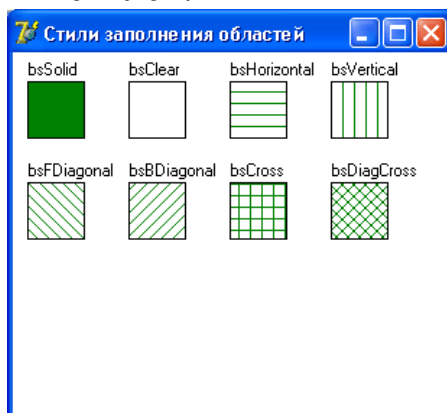 Стили заполнения областей
bsSolid bsClear bsHorizontal bsVertical
bsFDiagonal bsBDiagonal bsCross bsDiagCross